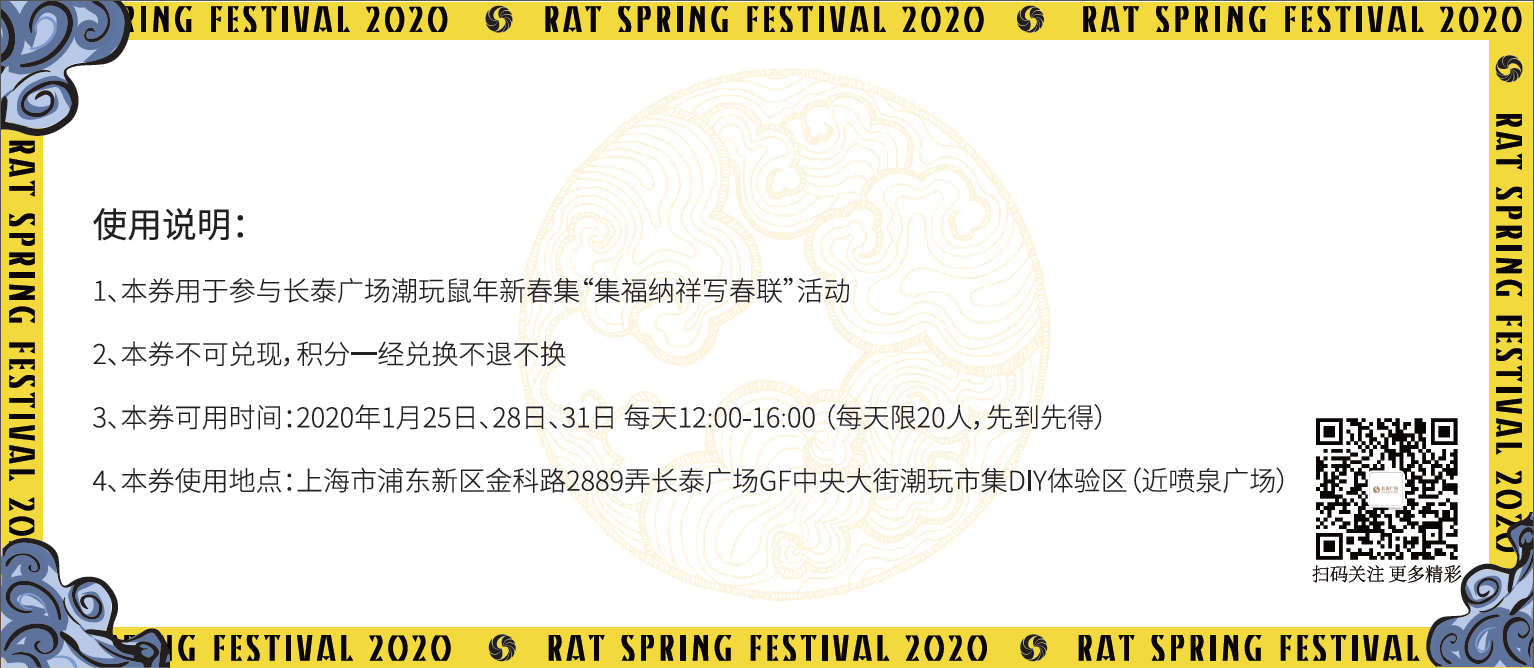 RING FESTIVAL 2020 RAT SPRING FESTIVAL 2020 RAT SPRING FESTIVAL 2020
RAT SPRING FESTIVAL 20
使用说明：
1、本券用于参与长泰广场潮玩鼠年新春集“集福纳祥写春联”活动
2、本券不可兑现，积分一经兑换不退不换
3、本券可用时间：2020年1月25日、28日、31日 每天12:00-16:00（每天限20人，先到先得）
4、本券使用地点：上海市浦东新区金科路2889弄长泰广场GF中央大街潮玩市集DIY体验区（近喷泉广场）
长泰广场
扫码关注 更多精彩
RAT SPRING FESTIVAL 2020
NG FESTIVAL 2020 RAT SPRING FESTIVAL 2020 RAT SPRING FESTIVAL